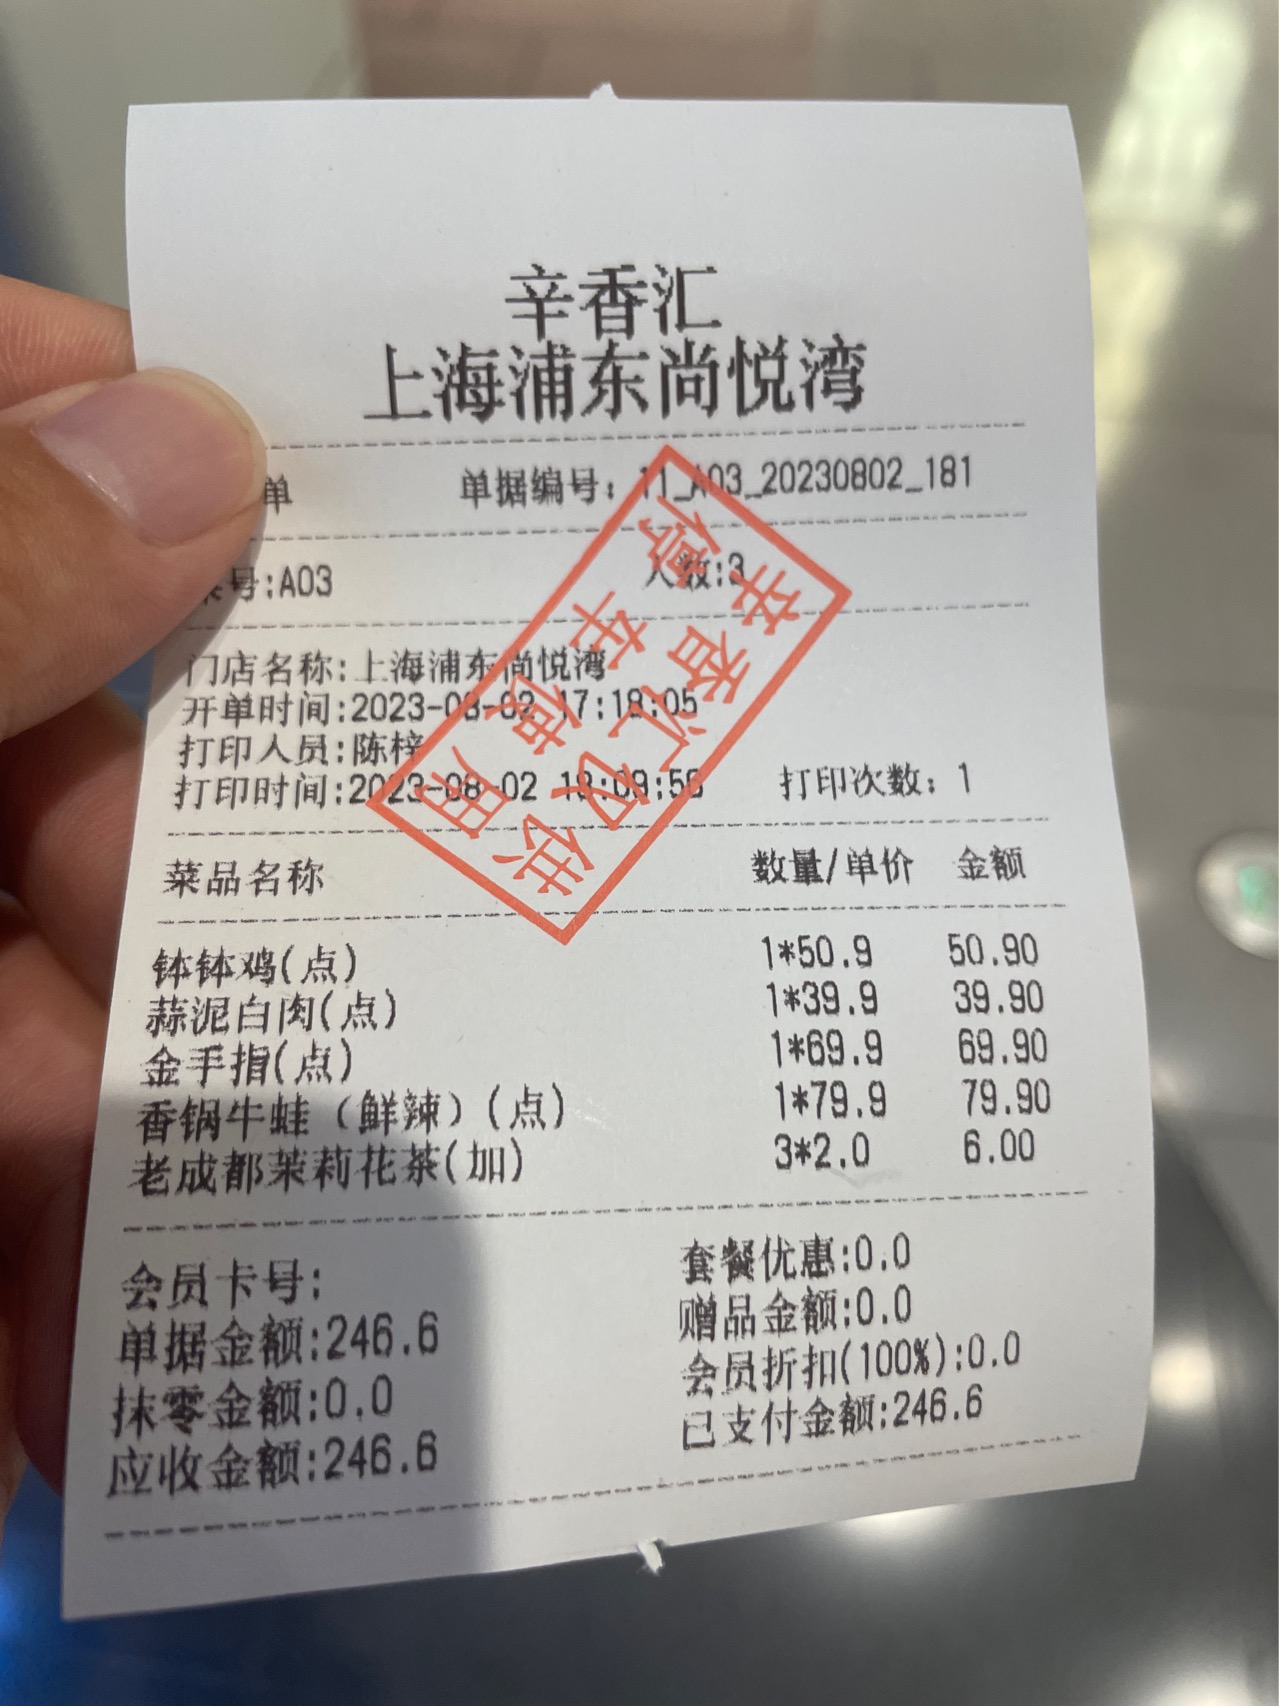 辛香汇
上海浦东尚悦湾
单 单据编号：11_A03_20230802_181
号:A03 人数:3
门店名称:上海浦东尚悦湾
开单时间:2023-08-02 17:18:05
打印人员:陈梓
打印时间:2023-08-02 18:09:56 打印次数：1
辛香汇仅供
停车使用
菜品名称 数量/单价 金额
钵钵鸡(点) 1*50.9 50.90
蒜泥白肉(点) 1*39.9 39.90
金手指(点) 1*69.9 69.90
香锅牛蛙（鲜辣）(点) 1*79.9 79.90
老成都茉莉花茶(加) 3*2.0 6.00
会员卡号: 套餐优惠:0.0
单据金额:246.6 赠品金额:0.0
抹零金额:0.0 会员折扣(100%):0.0
应收金额:246.6 已支付金额:246.6